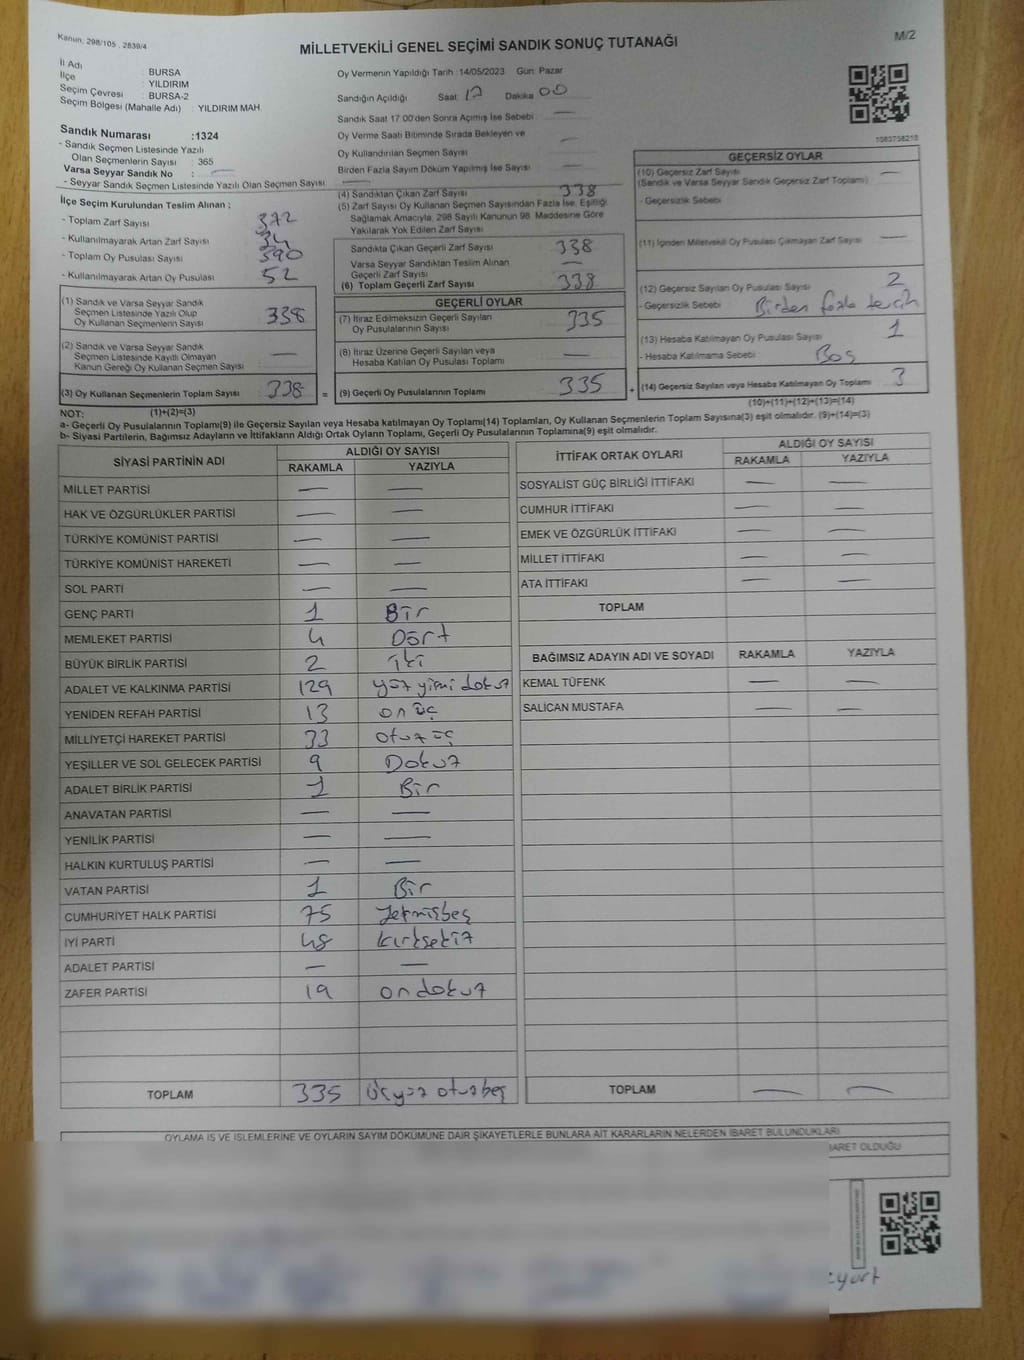 Kanun: 298/105 , 2839/4
MİLLETVEKİLİ GENEL SEÇİMİ SANDIK SONUÇ TUTANAĞI
M/2
İl Adı : BURSA
İlçe : YILDIRIM
Seçim Çevresi : BURSA-2
Seçim Bölgesi (Mahalle Adı) : YILDIRIM MAH.
Oy Vermenin Yapıldığı Tarih :14/05/2023 Gün: Pazar
Sandığın Açıldığı Saat: 17 Dakika 00
Sandık Saat 17:00'den Sonra Açılmış İse Sebebi —
Oy Verme Saati Bitiminde Sırada Bekleyen ve
Oy Kullandırılan Seçmen Sayısı —
Birden Fazla Sayım Döküm Yapılmış İse Sayısı —
1083758218
Sandık Numarası :1324
- Sandık Seçmen Listesinde Yazılı
Olan Seçmenlerin Sayısı : 365
Varsa Seyyar Sandık No : —
- Seyyar Sandık Seçmen Listesinde Yazılı Olan Seçmen Sayısı —
İlçe Seçim Kurulundan Teslim Alınan ;
- Toplam Zarf Sayısı 372
- Kullanılmayarak Artan Zarf Sayısı 34
- Toplam Oy Pusulası Sayısı 390
- Kullanılmayarak Artan Oy Pusulası 52
(1) Sandık ve Varsa Seyyar Sandık
Seçmen Listesinde Yazılı Olup
Oy Kullanan Seçmenlerin Sayısı 338
(2) Sandık ve Varsa Seyyar Sandık
Seçmen Listesinde Kayıtlı Olmayan
Kanun Gereği Oy Kullanan Seçmen Sayısı —
(3) Oy Kullanan Seçmenlerin Toplam Sayısı 338
(1)+(2)=(3)
(4) Sandıktan Çıkan Zarf Sayısı 338
(5) Zarf Sayısı Oy Kullanan Seçmen Sayısından Fazla İse, Eşitliği
Sağlamak Amacıyla, 298 Sayılı Kanunun 98. Maddesine Göre
Yakılarak Yok Edilen Zarf Sayısı
Sandıkta Çıkan Geçerli Zarf Sayısı 338
Varsa Seyyar Sandıktan Teslim Alınan
Geçerli Zarf Sayısı —
(6) Toplam Geçerli Zarf Sayısı 338
GEÇERLİ OYLAR
(7) İtiraz Edilmeksizin Geçerli Sayılan
Oy Pusulalarının Sayısı 335
(8) İtiraz Üzerine Geçerli Sayılan veya
Hesaba Katılan Oy Pusulası Toplamı —
= (9) Geçerli Oy Pusulalarının Toplamı 335
GEÇERSİZ OYLAR
(10) Geçersiz Zarf Sayısı —
(Sandık ve Varsa Seyyar Sandık Geçersiz Zarf Toplamı)
- Geçersizlik Sebebi
(11) İçinden Milletvekili Oy Pusulası Çıkmayan Zarf Sayısı —
(12) Geçersiz Sayılan Oy Pusulası Sayısı 2
- Geçersizlik Sebebi Birden fazla tercih
(13) Hesaba Katılmayan Oy Pusulası Sayısı 1
- Hesaba Katılmama Sebebi Boş
+ (14) Geçersiz Sayılan veya Hesaba Katılmayan Oy Toplamı 3
(10)+(11)+(12)+(13)=(14)
NOT:
a- Geçerli Oy Pusulalarının Toplamı(9) ile Geçersiz Sayılan veya Hesaba katılmayan Oy Toplamı(14) Toplamları, Oy Kullanan Seçmenlerin Toplam Sayısına(3) eşit olmalıdır. (9)+(14)=(3)
b- Siyasi Partilerin, Bağımsız Adayların ve İttifakların Aldığı Ortak Oyların Toplamı, Geçerli Oy Pusulalarının Toplamına(9) eşit olmalıdır.
SİYASİ PARTİNİN ADI
ALDIĞI OY SAYISI
RAKAMLA YAZIYLA
MİLLET PARTİSİ — —
HAK VE ÖZGÜRLÜKLER PARTİSİ — —
TÜRKİYE KOMÜNİST PARTİSİ — —
TÜRKİYE KOMÜNİST HAREKETİ — —
SOL PARTİ — —
GENÇ PARTİ 1 Bir
MEMLEKET PARTİSİ 4 Dört
BÜYÜK BİRLİK PARTİSİ 2 iki
ADALET VE KALKINMA PARTİSİ 129 yüz yirmi dokuz
YENİDEN REFAH PARTİSİ 13 on üç
MİLLİYETÇİ HAREKET PARTİSİ 33 otuz üç
YEŞİLLER VE SOL GELECEK PARTİSİ 9 Dokuz
ADALET BİRLİK PARTİSİ 1 Bir
ANAVATAN PARTİSİ — —
YENİLİK PARTİSİ — —
HALKIN KURTULUŞ PARTİSİ — —
VATAN PARTİSİ 1 Bir
CUMHURİYET HALK PARTİSİ 75 Yetmişbeş
İYİ PARTİ 48 kırksekiz
ADALET PARTİSİ — —
ZAFER PARTİSİ 19 ondokuz
TOPLAM 335 üçyüz otuz beş
İTTİFAK ORTAK OYLARI
ALDIĞI OY SAYISI
RAKAMLA YAZIYLA
SOSYALİST GÜÇ BİRLİĞİ İTTİFAKI — —
CUMHUR İTTİFAKI — —
EMEK VE ÖZGÜRLÜK İTTİFAKI — —
MİLLET İTTİFAKI — —
ATA İTTİFAKI — —
TOPLAM
BAĞIMSIZ ADAYIN ADI VE SOYADI RAKAMLA YAZIYLA
KEMAL TÜFENK — —
SALİCAN MUSTAFA — —
TOPLAM — —
OYLAMA İŞ VE İŞLEMLERİNE VE OYLARIN SAYIM DÖKÜMÜNE DAİR ŞİKAYETLERLE BUNLARA AİT KARARLARIN NELERDEN İBARET BULUNDUKLARI
OLDUĞU